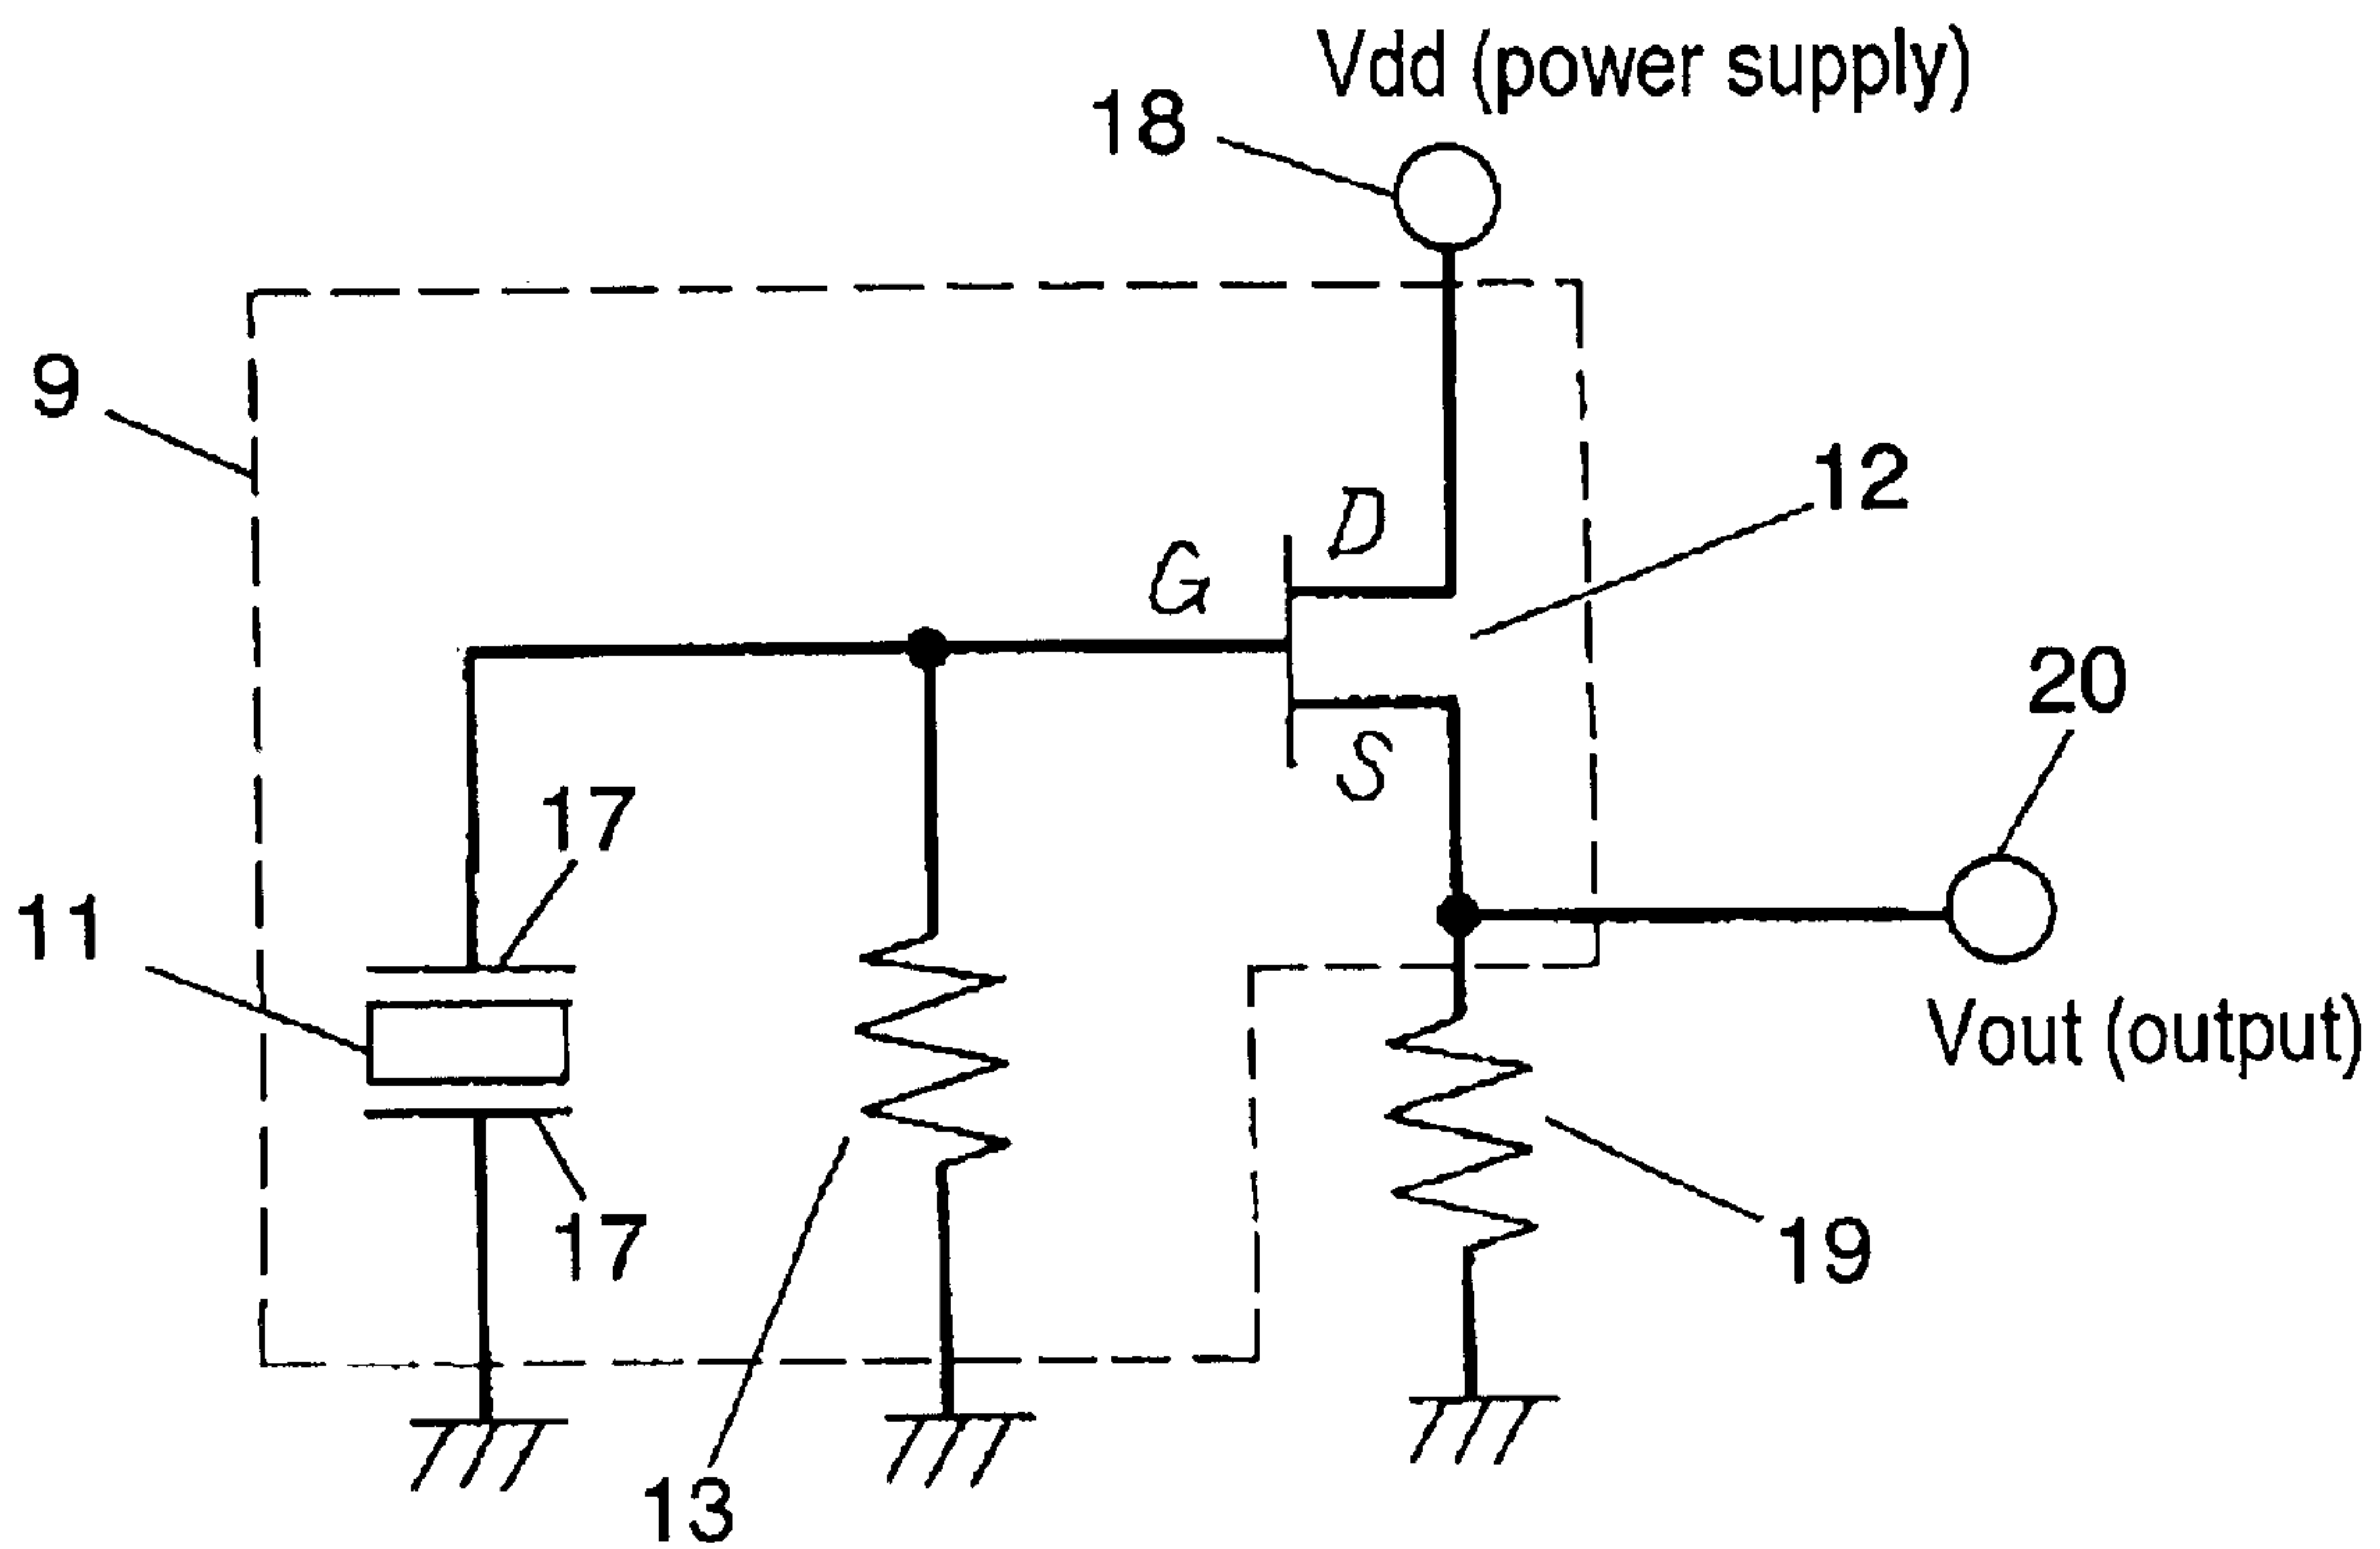 Vdd (power supply)
18
9
12
D
G
20
S
17
11
Vout (output)
17
19
13